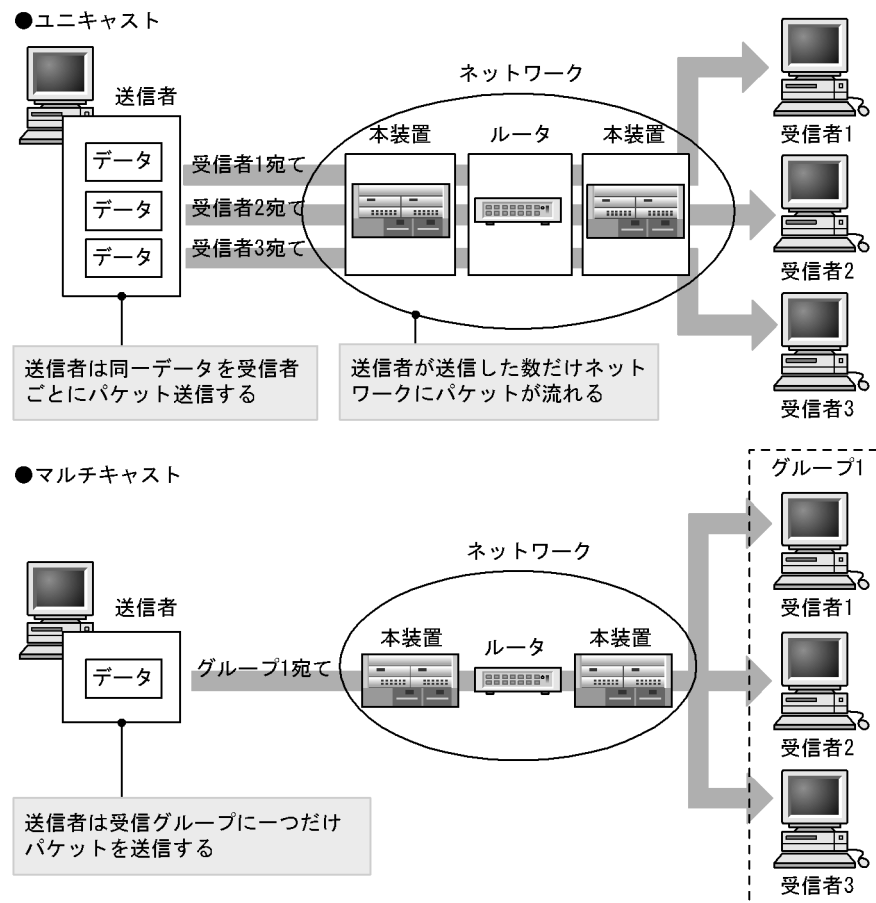 ●ユニキャスト
送信者
データ
データ
データ
受信者1宛て
受信者2宛て
受信者3宛て
ネットワーク
本装置
ルータ
本装置
受信者1
受信者2
受信者3
送信者は同一データを受信者
ごとにパケット送信する
送信者が送信した数だけネット
ワークにパケットが流れる
●マルチキャスト
送信者
データ
グループ1宛て
ネットワーク
本装置
ルータ
本装置
グループ1
受信者1
受信者2
受信者3
送信者は受信グループに一つだけ
パケットを送信する